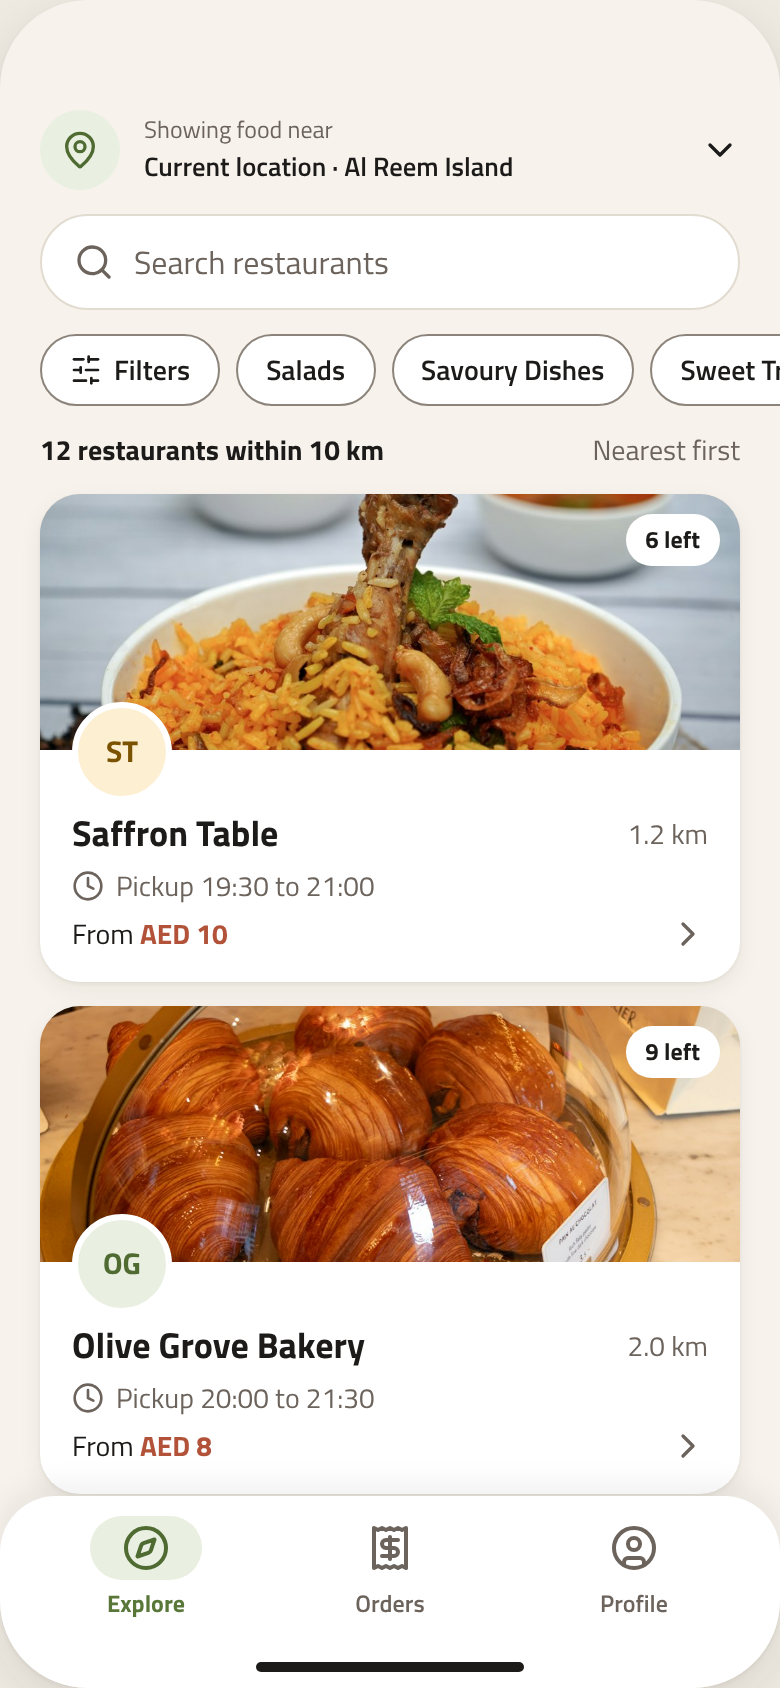 Showing food near
Current location · Al Reem Island
Search restaurants
Filters
Salads
Savoury Dishes
Sweet Tr
12 restaurants within 10 km
Nearest first
6 left
ST
Saffron Table
1.2 km
Pickup 19:30 to 21:00
From AED 10
9 left
OG
Olive Grove Bakery
2.0 km
Pickup 20:00 to 21:30
From AED 8
Explore
Orders
Profile